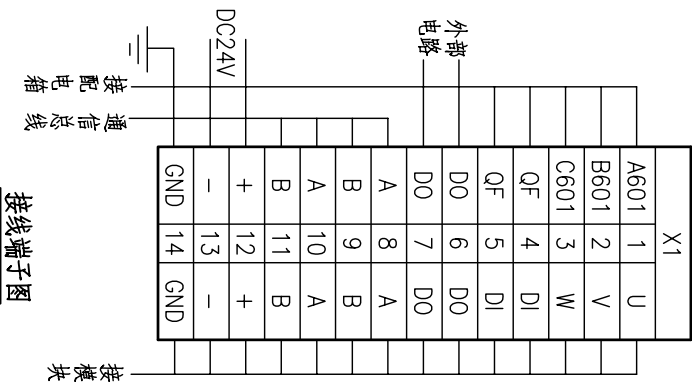 X1
A601 1 U
B601 2 V
C601 3 W
QF 4 DI
QF 5 DI
DO 6 DO
DO 7 DO
A 8 A
B 9 B
A 10 A
B 11 B
+ 12 +
- 13 -
GND 14 GND
外部
电路
DC24V
接配电箱
通信总线
接模块
接线端子图